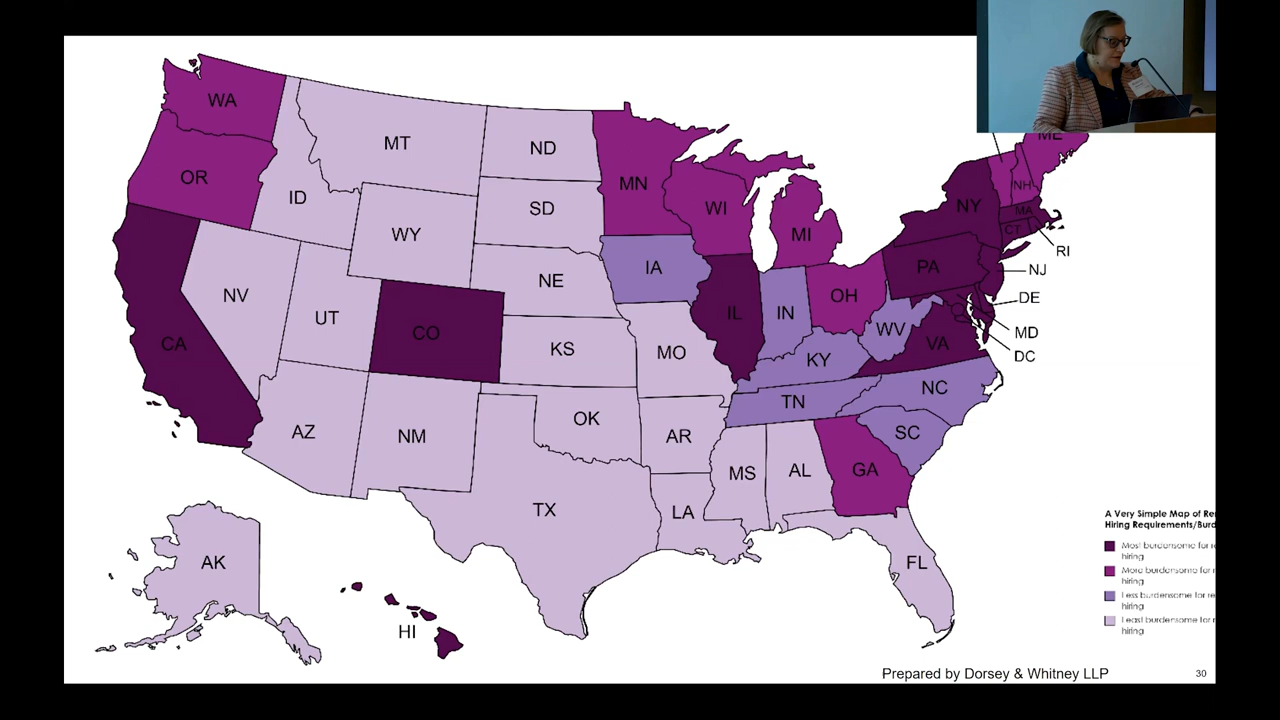 WA
MT
ND
ME
MN
OR
NH
ID
SD
WI
NY
MA
WY
MI
CT
RI
IA
PA
NJ
NE
NV
OH
DE
IL
IN
UT
WV
MD
CO
VA
CA
KS
MO
KY
DC
NC
TN
OK
AZ
NM
AR
SC
GA
MS
AL
TX
LA
A Very Simple Map of Re
Hiring Requirements/Burd
Most burdensome for r
hiring
AK
FL
More burdensome for r
hiring
Less burdensome for re
hiring
Least burdensome for r
hiring
HI
Prepared by Dorsey & Whitney LLP
30